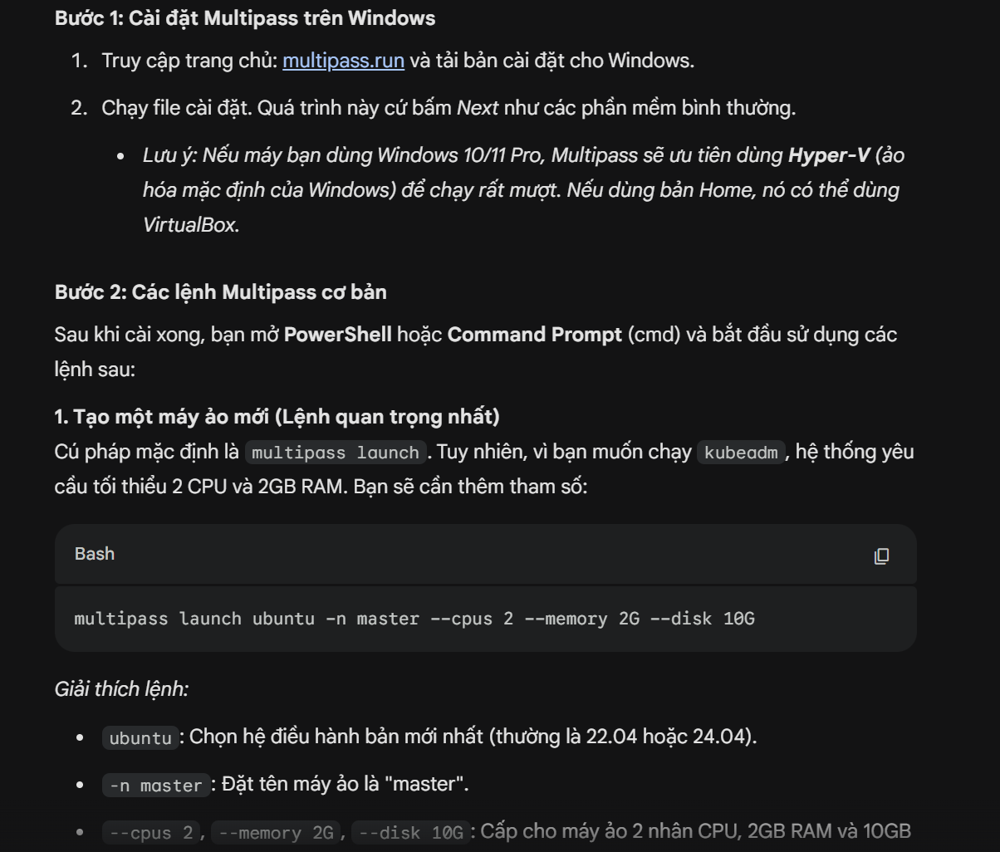 Bước 1: Cài đặt Multipass trên Windows
1. Truy cập trang chủ: multipass.run và tải bản cài đặt cho Windows.
2. Chạy file cài đặt. Quá trình này cứ bấm Next như các phần mềm bình thường.
• Lưu ý: Nếu máy bạn dùng Windows 10/11 Pro, Multipass sẽ ưu tiên dùng Hyper-V (ảo
hóa mặc định của Windows) để chạy rất mượt. Nếu dùng bản Home, nó có thể dùng
VirtualBox.
Bước 2: Các lệnh Multipass cơ bản
Sau khi cài xong, bạn mở PowerShell hoặc Command Prompt (cmd) và bắt đầu sử dụng các
lệnh sau:
1. Tạo một máy ảo mới (Lệnh quan trọng nhất)
Cú pháp mặc định là multipass launch. Tuy nhiên, vì bạn muốn chạy kubeadm, hệ thống yêu
cầu tối thiểu 2 CPU và 2GB RAM. Bạn sẽ cần thêm tham số:
Bash
multipass launch ubuntu -n master --cpus 2 --memory 2G --disk 10G
Giải thích lệnh:
• ubuntu: Chọn hệ điều hành bản mới nhất (thường là 22.04 hoặc 24.04).
• -n master: Đặt tên máy ảo là "master".
• --cpus 2, --memory 2G, --disk 10G: Cấp cho máy ảo 2 nhân CPU, 2GB RAM và 10GB